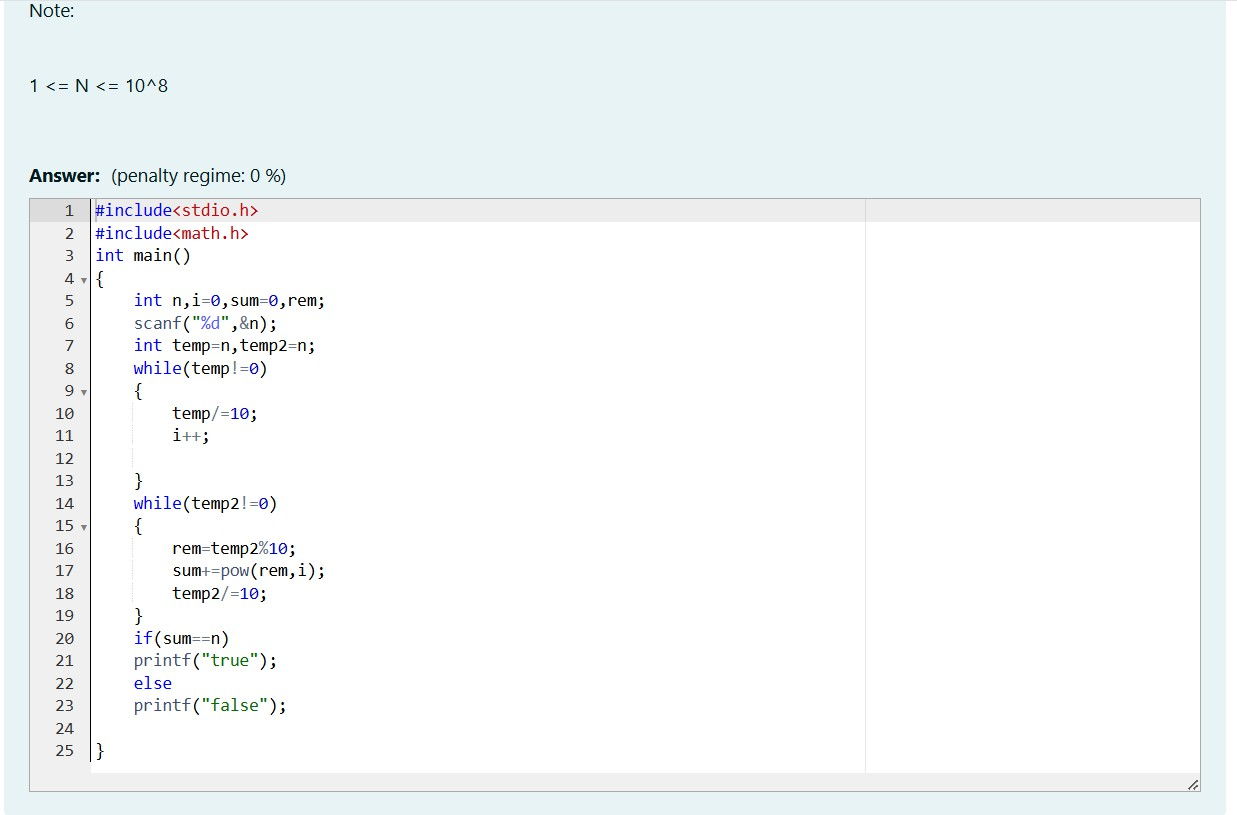 Note:
1 <= N <= 10^8
Answer: (penalty regime: 0 %)
1 #include<stdio.h>
2 #include<math.h>
3 int main()
4 {
5     int n,i=0,sum=0,rem;
6     scanf("%d",&n);
7     int temp=n,temp2=n;
8     while(temp!=0)
9     {
10         temp/=10;
11         i++;
12
13     }
14     while(temp2!=0)
15     {
16         rem=temp2%10;
17         sum+=pow(rem,i);
18         temp2/=10;
19     }
20     if(sum==n)
21     printf("true");
22     else
23     printf("false");
24
25 }